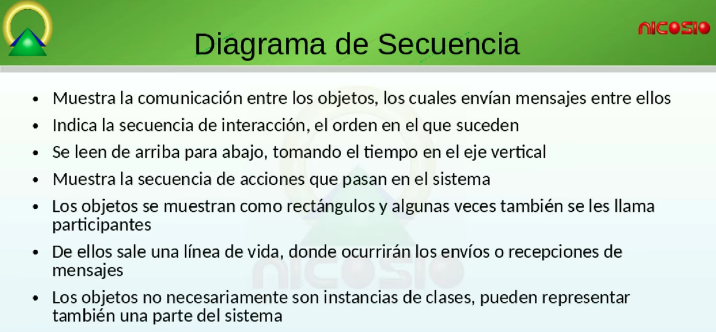 Diagrama de Secuencia
NICOSIO
• Muestra la comunicación entre los objetos, los cuales envían mensajes entre ellos
• Indica la secuencia de interacción, el orden en el que suceden
• Se leen de arriba para abajo, tomando el tiempo en el eje vertical
• Muestra la secuencia de acciones que pasan en el sistema
• Los objetos se muestran como rectángulos y algunas veces también se les llama
participantes
• De ellos sale una línea de vida, donde ocurrirán los envíos o recepciones de
mensajes
• Los objetos no necesariamente son instancias de clases, pueden representar
también una parte del sistema
NICOSIO